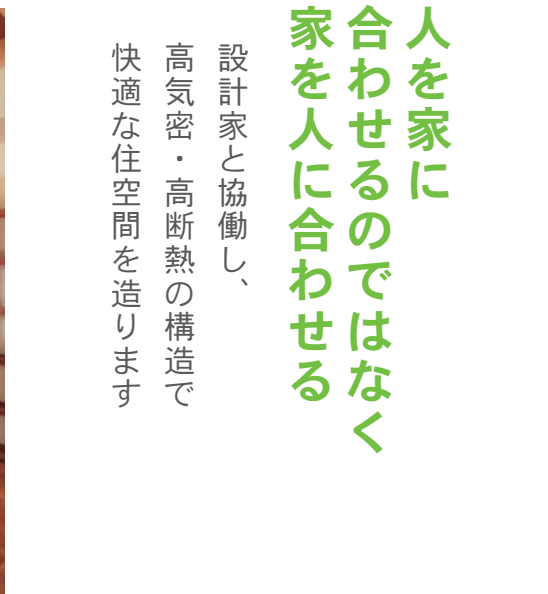 人を家に
合わせるのではなく
家を人に合わせる
設計家と協働し、
高気密・高断熱の構造で
快適な住空間を造ります